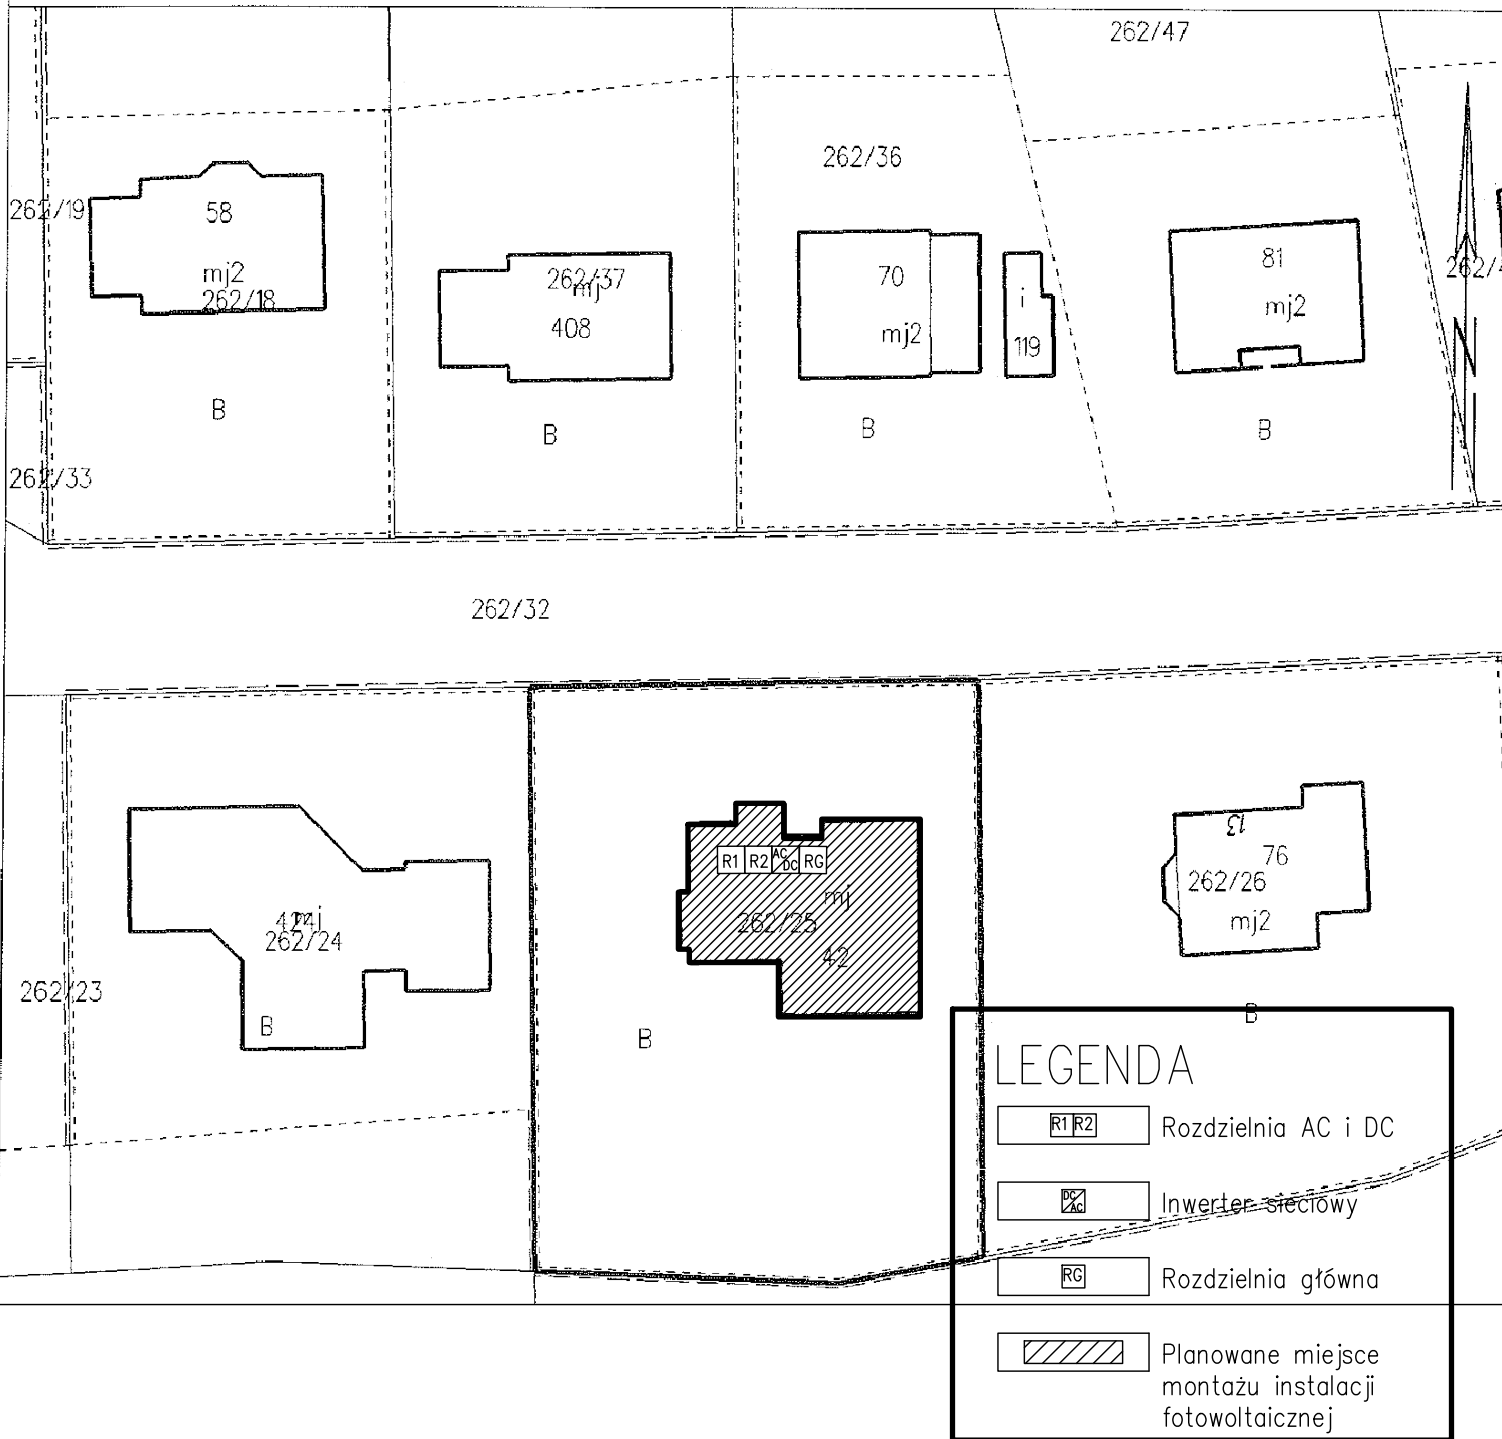 262/47
262/36
262/19
58
mj2
262/18
262/37
mj
408
70
mj2
i
119
81
mj2
N
B
B
B
B
262/33
262/32
13
76
262/26
mj2
R1 R2 AC DC RG
mj
262/25
42
mj
262/24
262/23
B
B
B
LEGENDA
R1 R2 Rozdzielnia AC i DC
DC AC Inwerter sieciowy
RG Rozdzielnia główna
Planowane miejsce
montażu instalacji
fotowoltaicznej